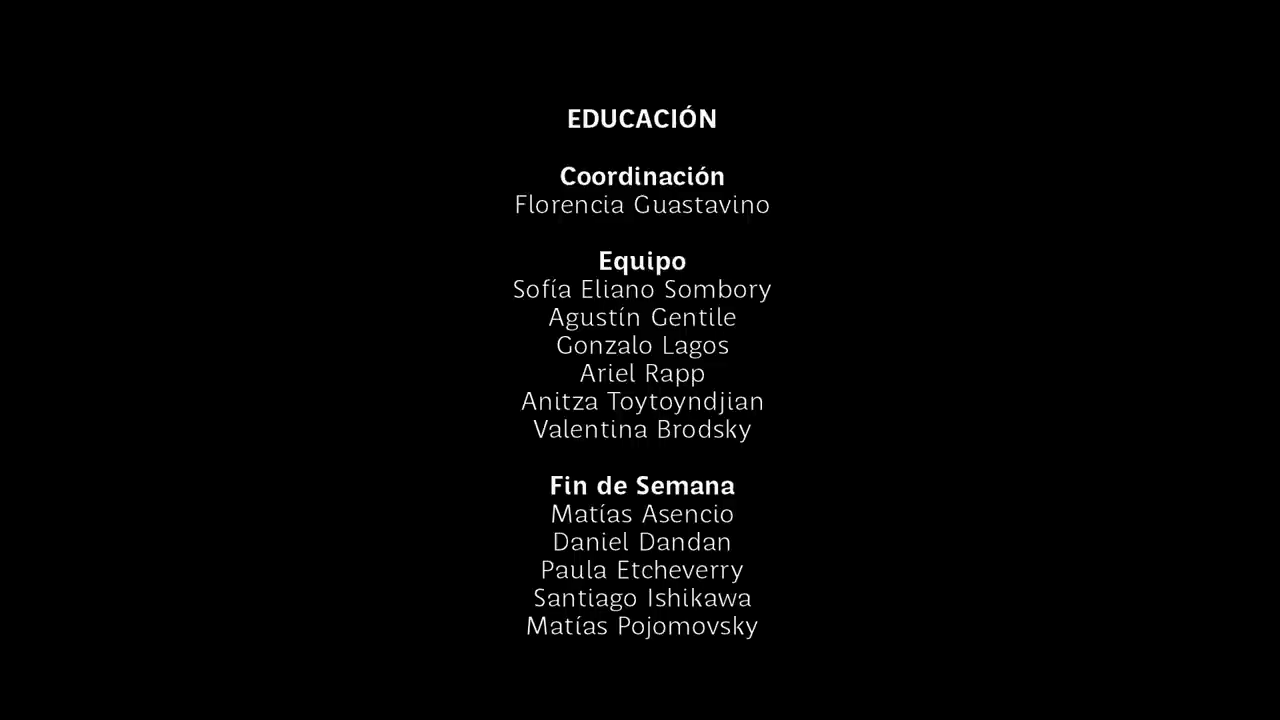 EDUCACIÓN
Coordinación
Florencia Guastavino
Equipo
Sofía Eliano Sombory
Agustín Gentile
Gonzalo Lagos
Ariel Rapp
Anitza Toytoyndjian
Valentina Brodsky
Fin de Semana
Matías Asencio
Daniel Dandan
Paula Etcheverry
Santiago Ishikawa
Matías Pojomovsky